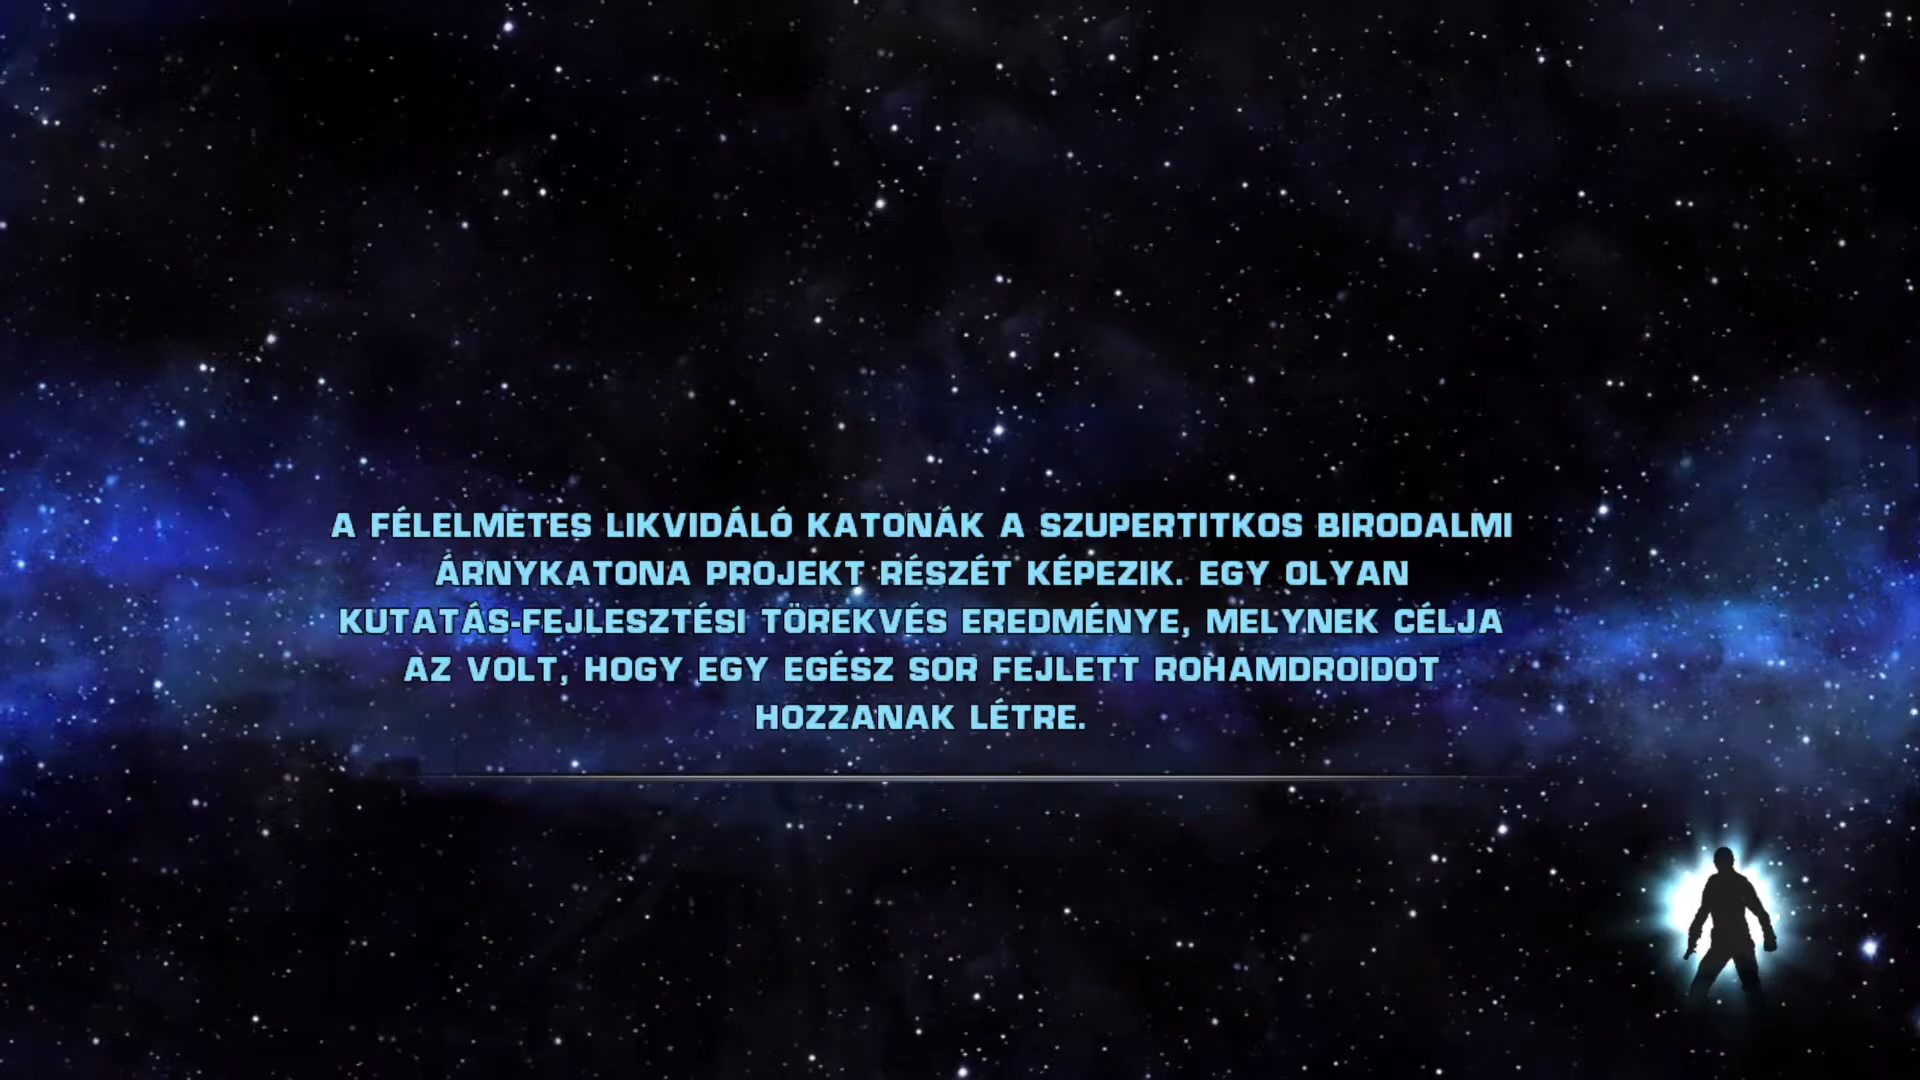 A FÉLELMETES LIKVIDÁLÓ KATONÁK A SZUPERTITKOS BIRODALMI
ÁRNYKATONA PROJEKT RÉSZÉT KÉPEZIK. EGY OLYAN
KUTATÁS-FEJLESZTÉSI TÖREKVÉS EREDMÉNYE, MELYNEK CÉLJA
AZ VOLT, HOGY EGY EGÉSZ SOR FEJLETT ROHAMDROIDOT
HOZZANAK LÉTRE.